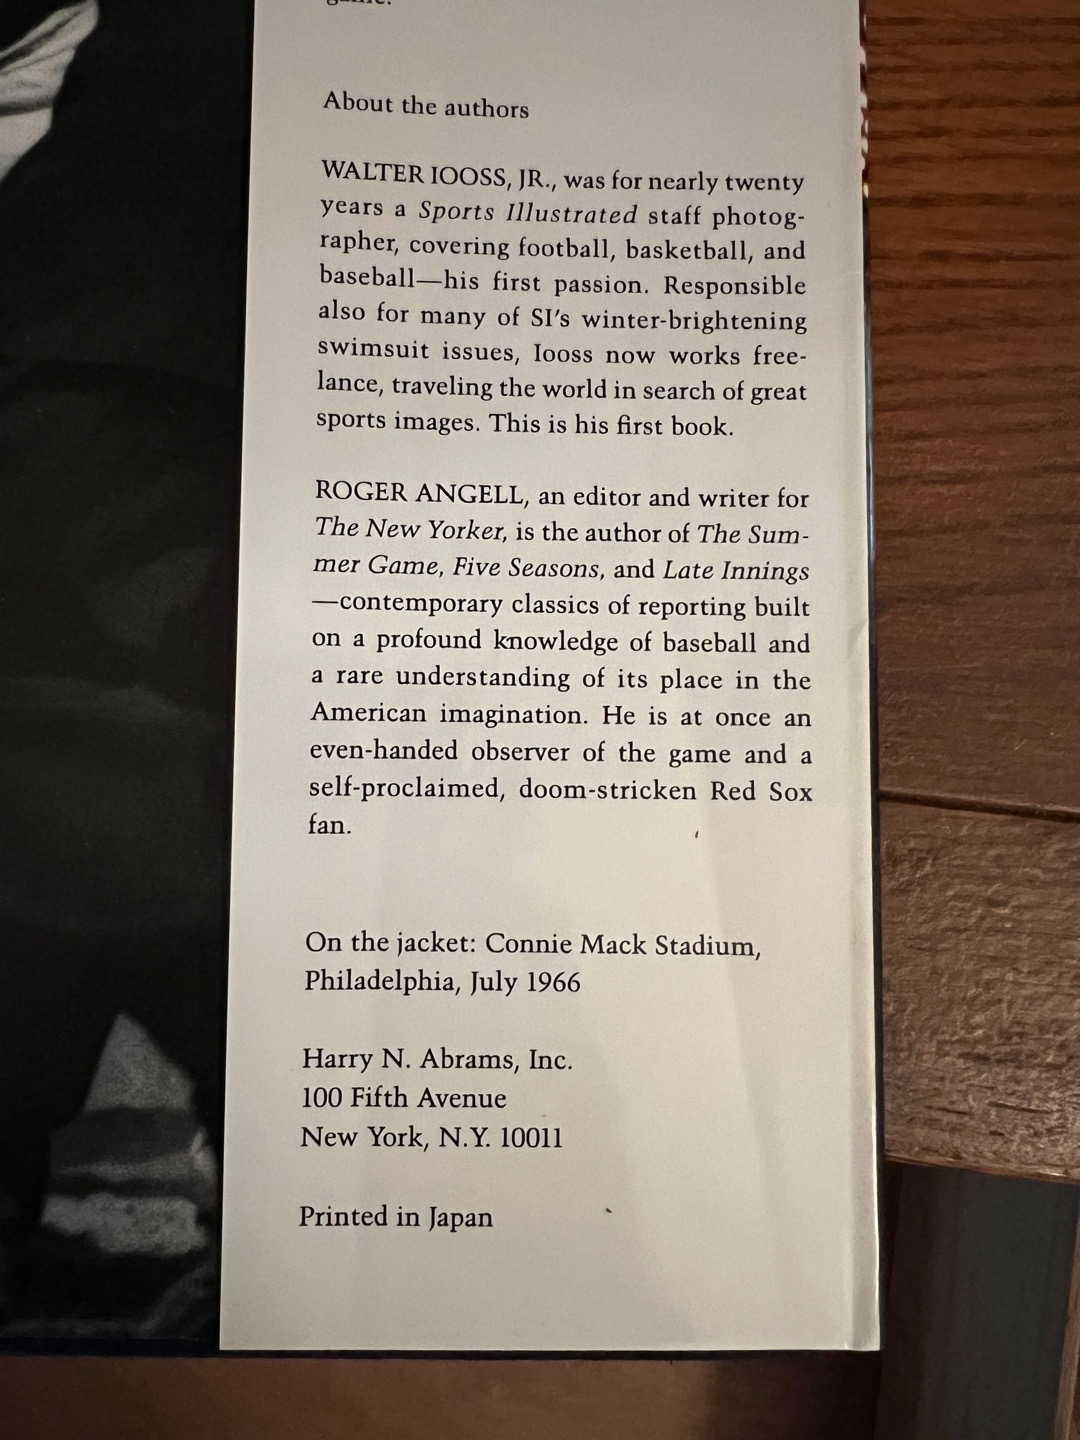 game.
About the authors
WALTER IOOSS, JR., was for nearly twenty
years a Sports Illustrated staff photog-
rapher, covering football, basketball, and
baseball—his first passion. Responsible
also for many of SI's winter-brightening
swimsuit issues, Iooss now works free-
lance, traveling the world in search of great
sports images. This is his first book.
ROGER ANGELL, an editor and writer for
The New Yorker, is the author of The Sum-
mer Game, Five Seasons, and Late Innings
—contemporary classics of reporting built
on a profound knowledge of baseball and
a rare understanding of its place in the
American imagination. He is at once an
even-handed observer of the game and a
self-proclaimed, doom-stricken Red Sox
fan.
On the jacket: Connie Mack Stadium,
Philadelphia, July 1966
Harry N. Abrams, Inc.
100 Fifth Avenue
New York, N.Y. 10011
Printed in Japan